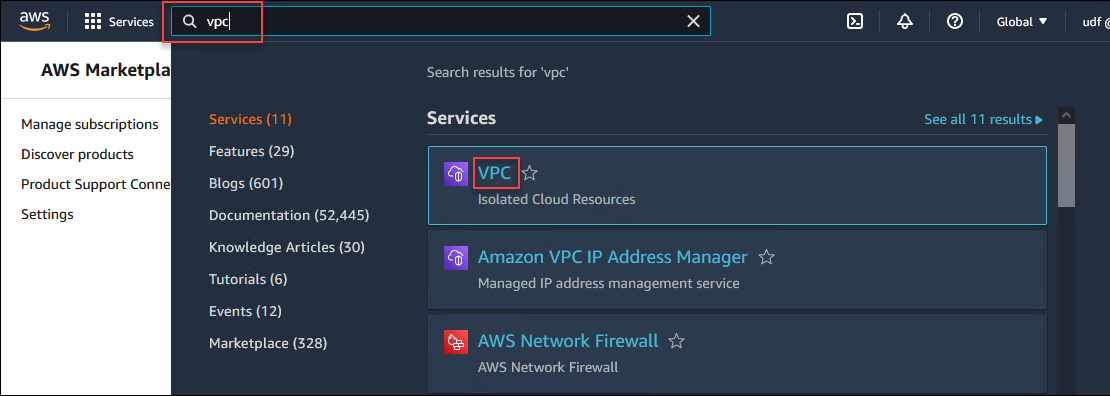 aws Services vpc Global udf @
AWS Marketpla
Search results for 'vpc'
Manage subscriptions
Discover products
Product Support Conne
Settings
Services (11)
Features (29)
Blogs (601)
Documentation (52,445)
Knowledge Articles (30)
Tutorials (6)
Events (12)
Marketplace (328)
Services See all 11 results
VPC
Isolated Cloud Resources
Amazon VPC IP Address Manager
Managed IP address management service
AWS Network Firewall
AWS Network Firewall